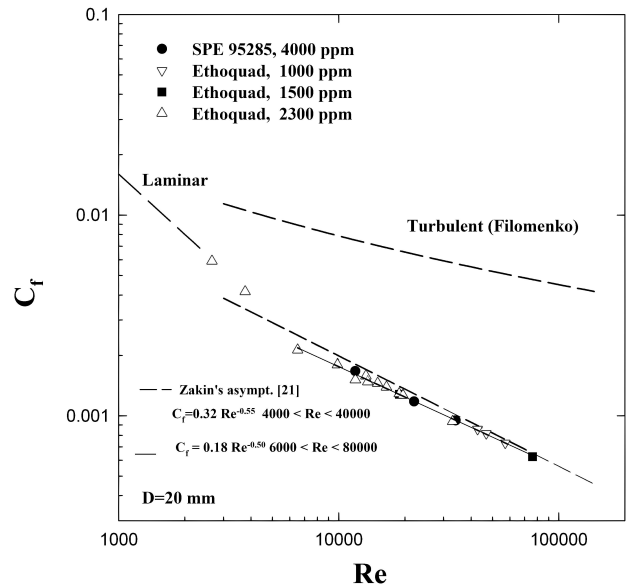 0.1
SPE 95285, 4000 ppm
Ethoquad, 1000 ppm
Ethoquad, 1500 ppm
Ethoquad, 2300 ppm
Laminar
0.01
Turbulent (Filomenko)
C_f
Zakin's asympt. [21]
C_f=0.32 Re^-0.55 4000 < Re < 40000
0.001
C_f = 0.18 Re^-0.50 6000 < Re < 80000
D=20 mm
1000 10000 100000
Re